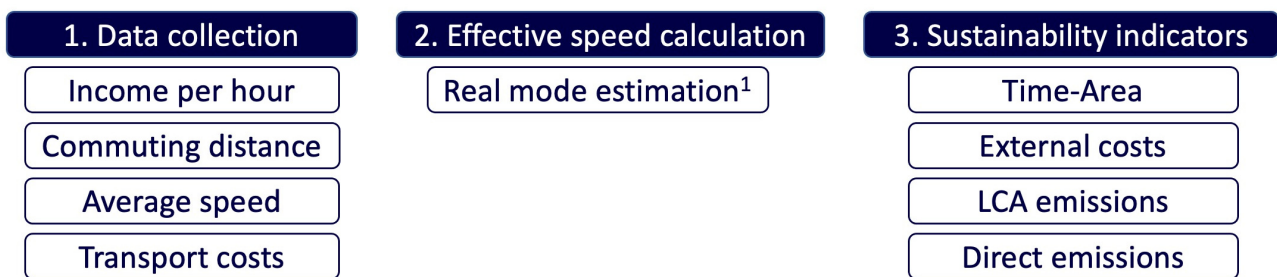 1. Data collection
Income per hour
Commuting distance
Average speed
Transport costs
2. Effective speed calculation
Real mode estimation¹
3. Sustainability indicators
Time-Area
External costs
LCA emissions
Direct emissions